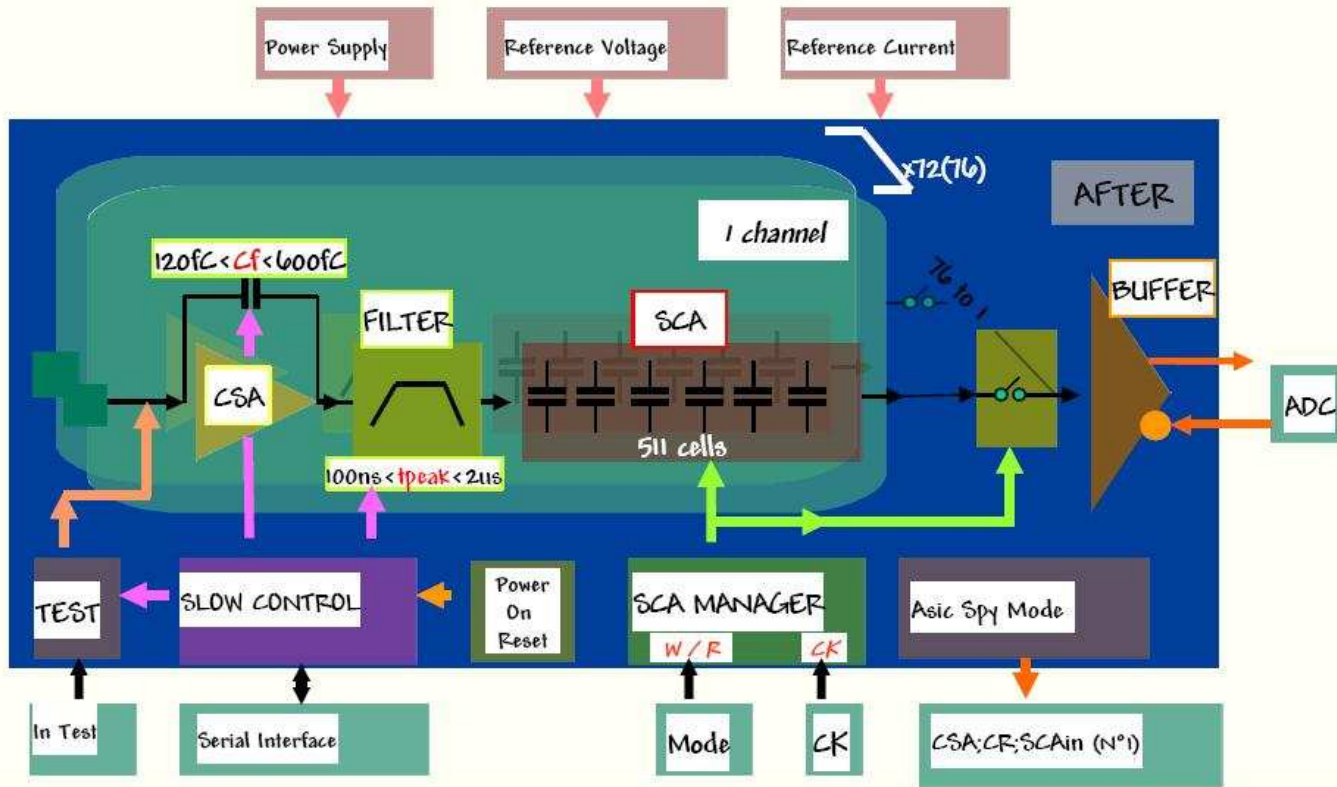 Power Supply
Reference Voltage
Reference Current
x72(76)
AFTER
1 channel
120fC<Cf<600fC
76 to 1
BUFFER
FILTER
SCA
CSA
ADC
511 cells
100ns<tpeak<2us
TEST
SLOW CONTROL
Power
On
Reset
SCA MANAGER
W/R
CK
Asic Spy Mode
In Test
Serial Interface
Mode
CK
CSA;CR;SCAin (N°1)